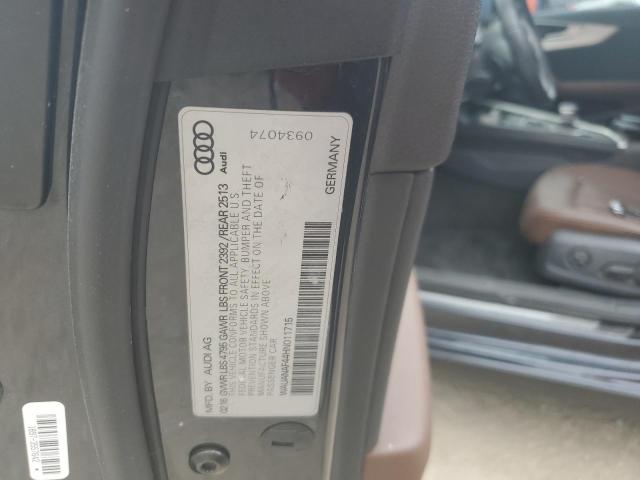 Audi
0934074
MFD. BY AUDI AG
02/16 GVWR LBS 4795 GAWR LBS FRONT 2392 /REAR 2513
THIS VEHICLE CONFORMS TO ALL APPLICABLE U.S.
FEDERAL MOTOR VEHICLE SAFETY, BUMPER AND THEFT
PREVENTION STANDARDS IN EFFECT ON THE DATE OF
MANUFACTURE SHOWN ABOVE
PASSENGER CAR
WAUANAF44HN011715
GERMANY